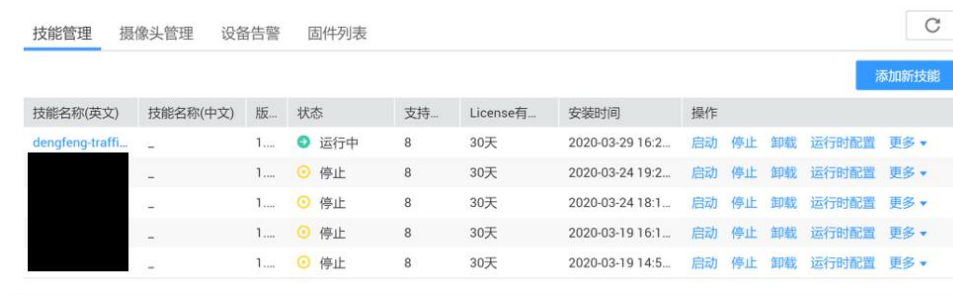 技能管理 摄像头管理 设备告警 固件列表
添加新技能
技能名称(英文) 技能名称(中文) 版... 状态 支持... License有... 安装时间 操作
dengfeng-traffi... _ 1.... 运行中 8 30天 2020-03-29 16:2... 启动 停止 卸载 运行时配置 更多
_ 1.... 停止 8 30天 2020-03-24 19:2... 启动 停止 卸载 运行时配置 更多
_ 1.... 停止 8 30天 2020-03-24 18:1... 启动 停止 卸载 运行时配置 更多
_ 1.... 停止 8 30天 2020-03-19 16:1... 启动 停止 卸载 运行时配置 更多
_ 1.... 停止 8 30天 2020-03-19 14:5... 启动 停止 卸载 运行时配置 更多